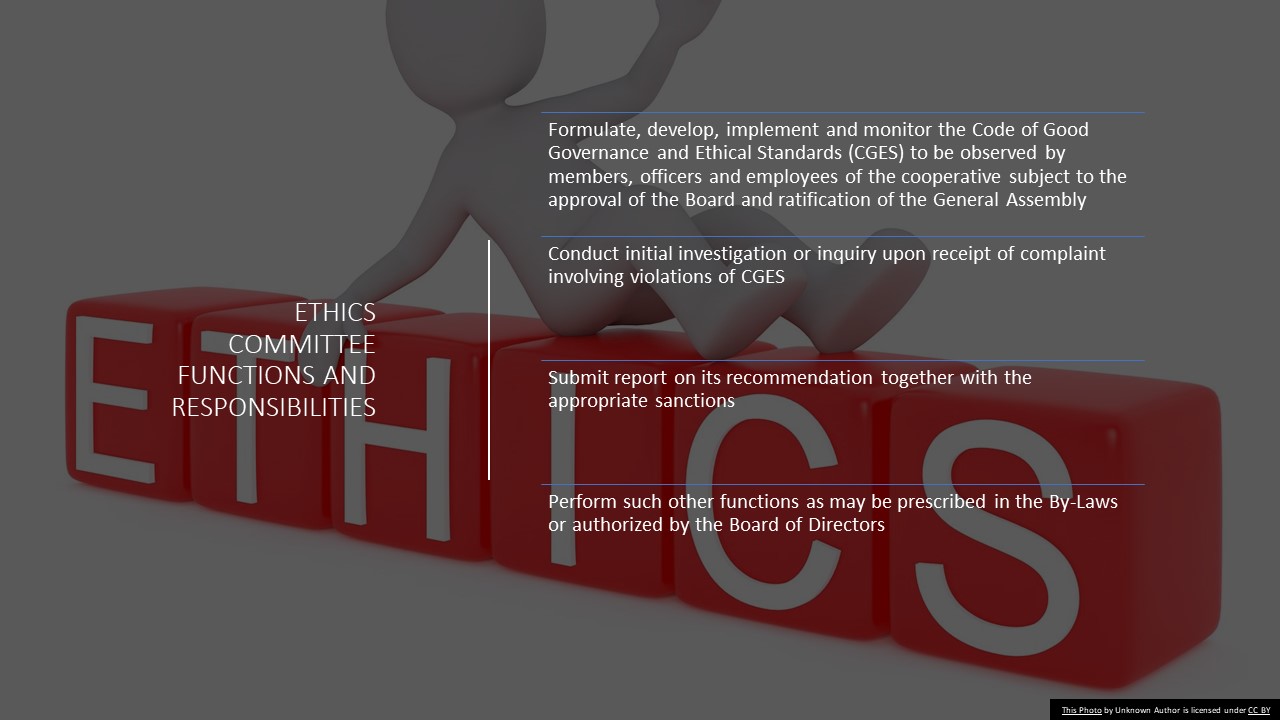 ETHICS
COMMITTEE
FUNCTIONS AND
RESPONSIBILITIES
Formulate, develop, implement and monitor the Code of Good
Governance and Ethical Standards (CGES) to be observed by
members, officers and employees of the cooperative subject to the
approval of the Board and ratification of the General Assembly
Conduct initial investigation or inquiry upon receipt of complaint
involving violations of CGES
Submit report on its recommendation together with the
appropriate sanctions
Perform such other functions as may be prescribed in the By-Laws
or authorized by the Board of Directors
ETHICS
This Photo by Unknown Author is licensed under CC BY